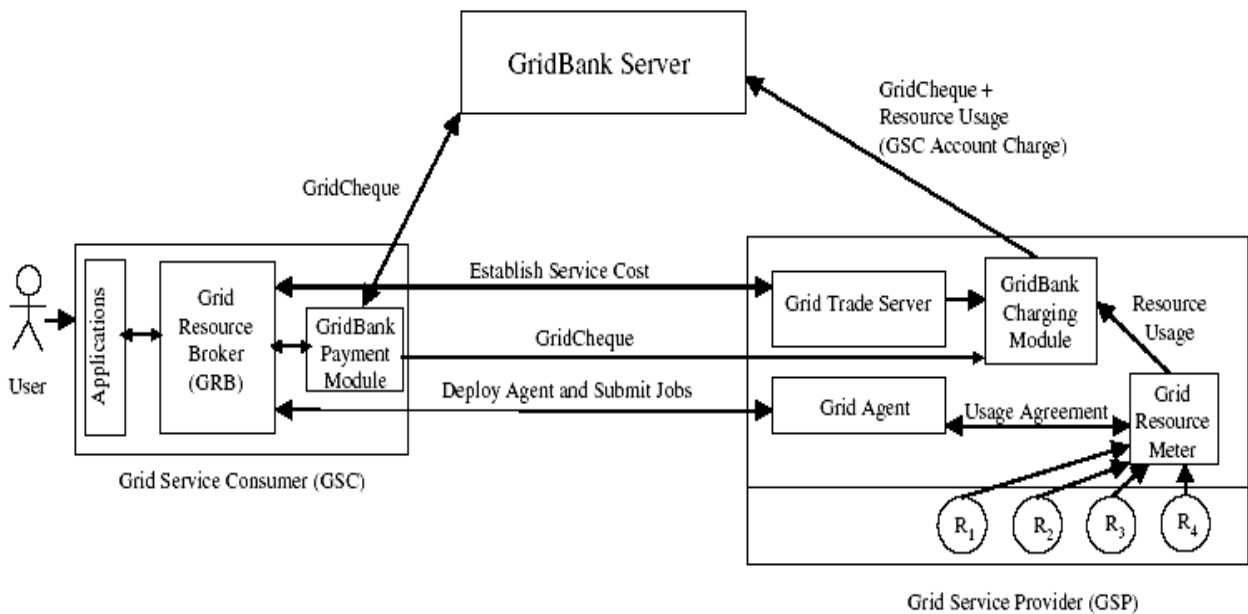 GridBank Server
GridCheque +
Resource Usage
(GSC Account Charge)
GridCheque
User
Applications
Grid
Resource
Broker
(GRB)
GridBank
Payment
Module
Grid Service Consumer (GSC)
Establish Service Cost
GridCheque
Deploy Agent and Submit Jobs
Grid Trade Server
GridBank
Charging
Module
Resource
Usage
Grid Agent
Usage Agreement
Grid
Resource
Meter
R1
R2
R3
R4
Grid Service Provider (GSP)